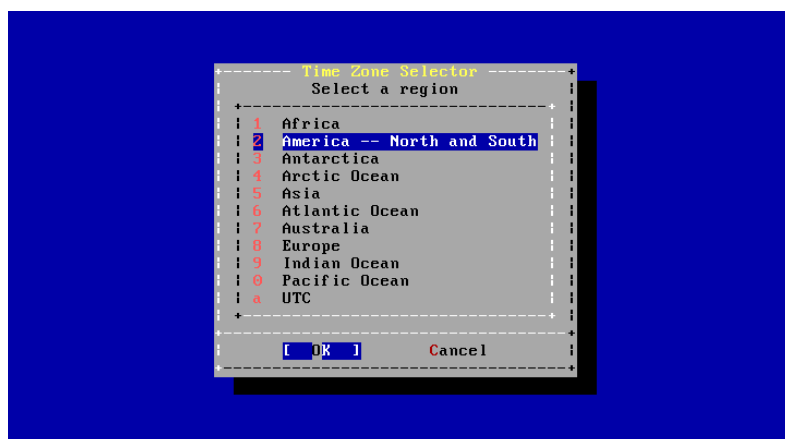 Time Zone Selector
Select a region
1 Africa
2 America -- North and South
3 Antarctica
4 Arctic Ocean
5 Asia
6 Atlantic Ocean
7 Australia
8 Europe
9 Indian Ocean
0 Pacific Ocean
a UTC
[ OK ] Cancel